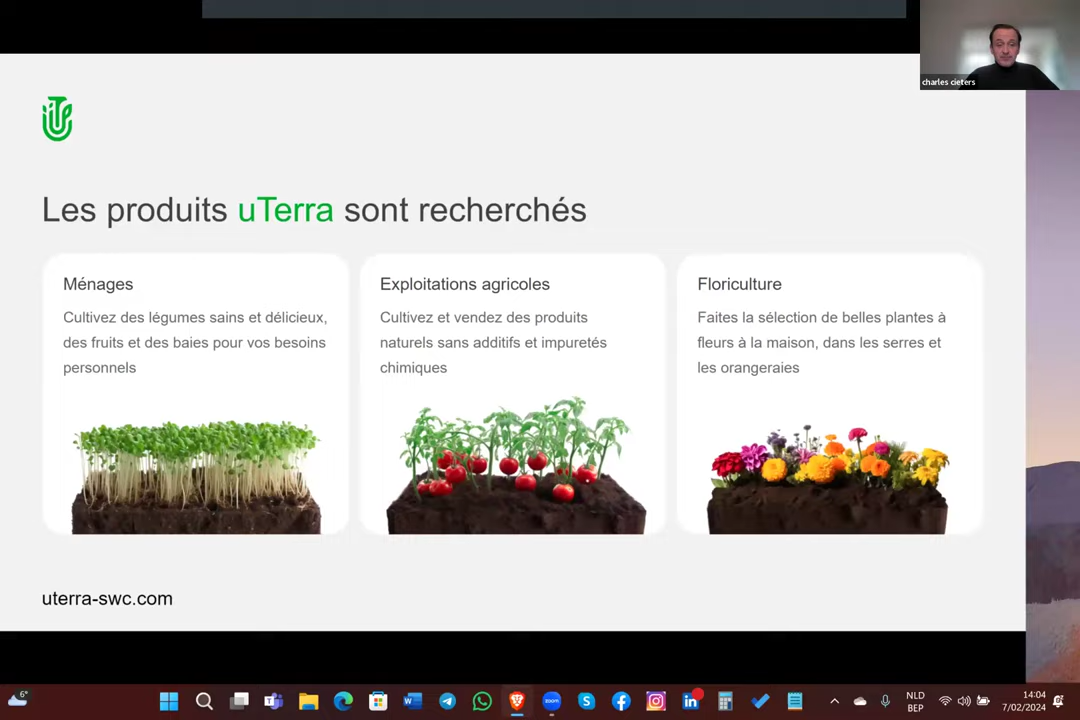 charles cieters
Les produits uTerra sont recherchés
Ménages
Cultivez des légumes sains et délicieux,
des fruits et des baies pour vos besoins
personnels
Exploitations agricoles
Cultivez et vendez des produits
naturels sans additifs et impuretés
chimiques
Floriculture
Faites la sélection de belles plantes à
fleurs à la maison, dans les serres et
les orangeraies
uterra-swc.com
6°
zoom
NLD
BEP
14:04
7/02/2024